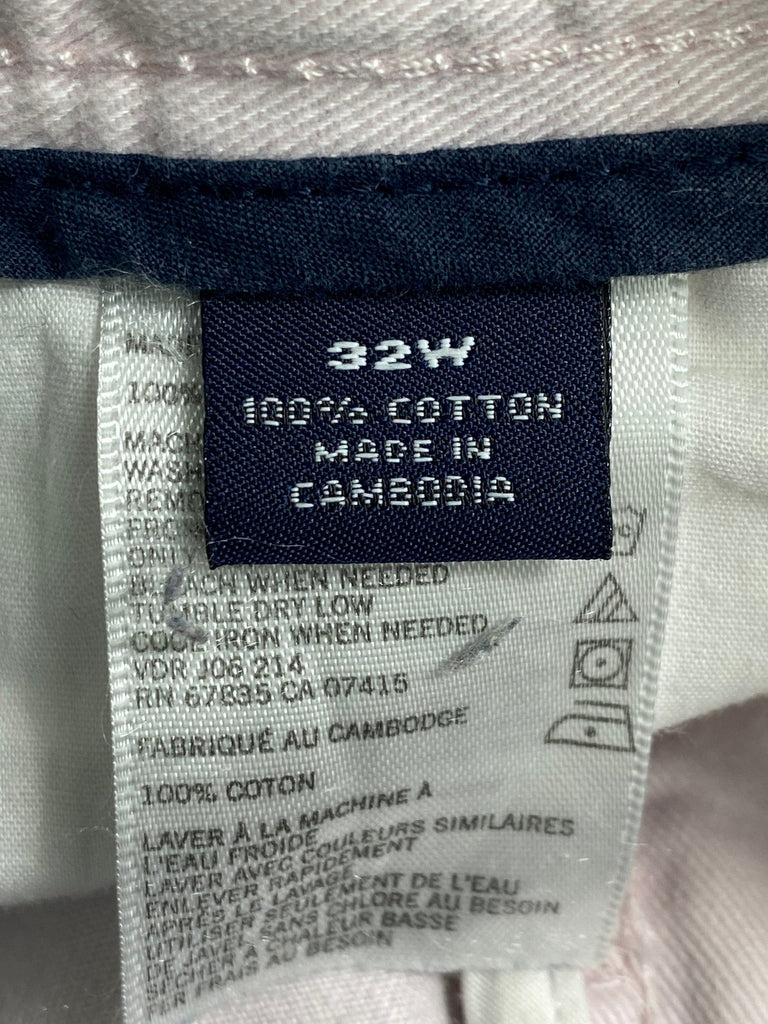 32W
100% COTTON
MADE IN
CAMBODIA
100%
BLEACH WHEN NEEDED
TUMBLE DRY LOW
COOL IRON WHEN NEEDED
VDR J06 214
RN 67835 CA 07415
FABRIQUÉ AU CAMBODGE
100% COTON
LAVER À LA MACHINE À
L'EAU FROIDE
LAVER AVEC COULEURS SIMILAIRES
ENLEVER RAPIDEMENT
APRÈS LE LAVAGE
UTILISER SEULEMENT DE L'EAU
DE JAVEL SANS CHLORE AU BESOIN
SÉCHER À CHALEUR BASSE
FER FRAIS AU BESOIN